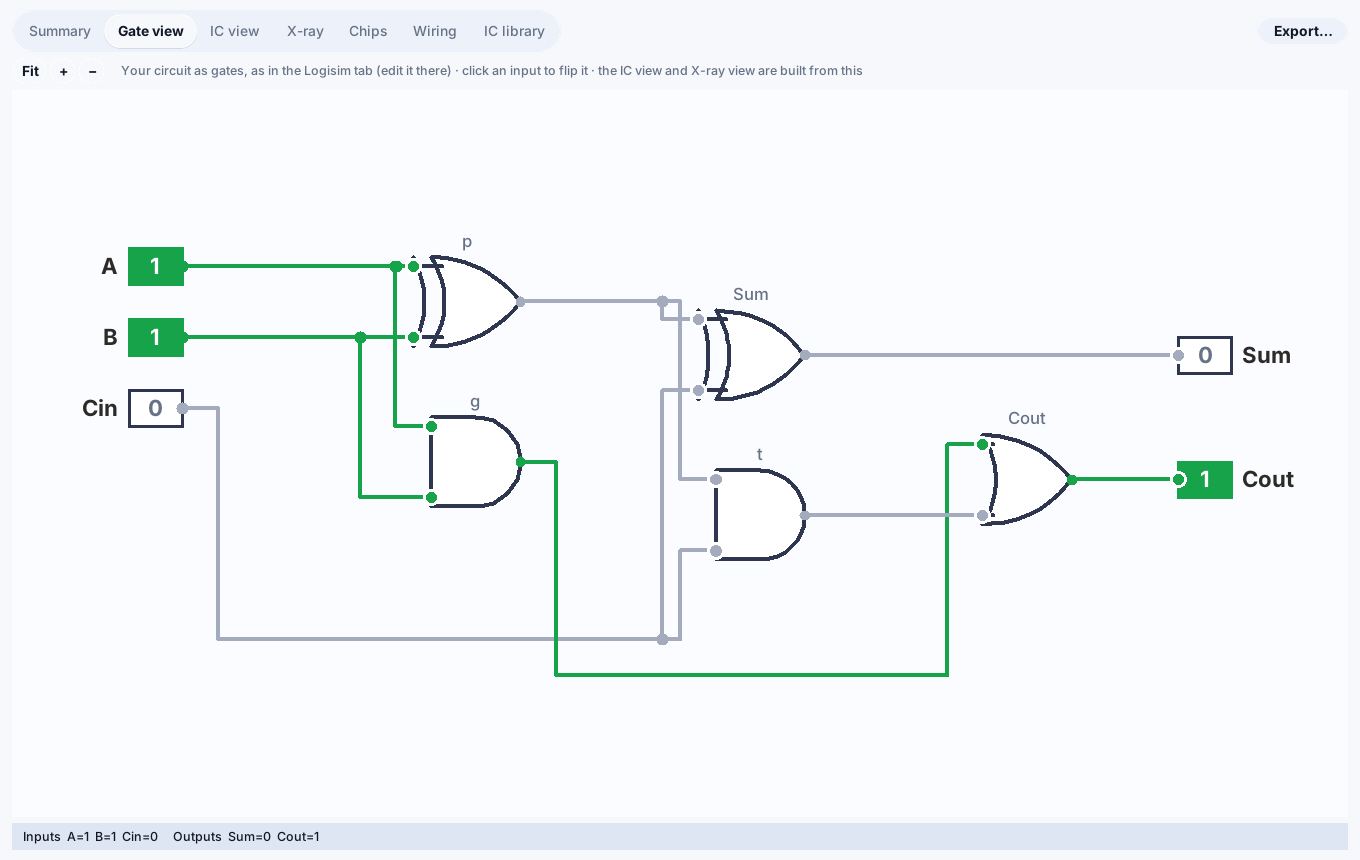 Summary Gate view IC view X-ray Chips Wiring IC library Export...
Fit + − Your circuit as gates, as in the Logisim tab (edit it there) · click an input to flip it · the IC view and X-ray view are built from this
p
A 1
Sum
B 1
0 Sum
g
Cin 0
Cout
t
1 Cout
Inputs A=1 B=1 Cin=0 Outputs Sum=0 Cout=1